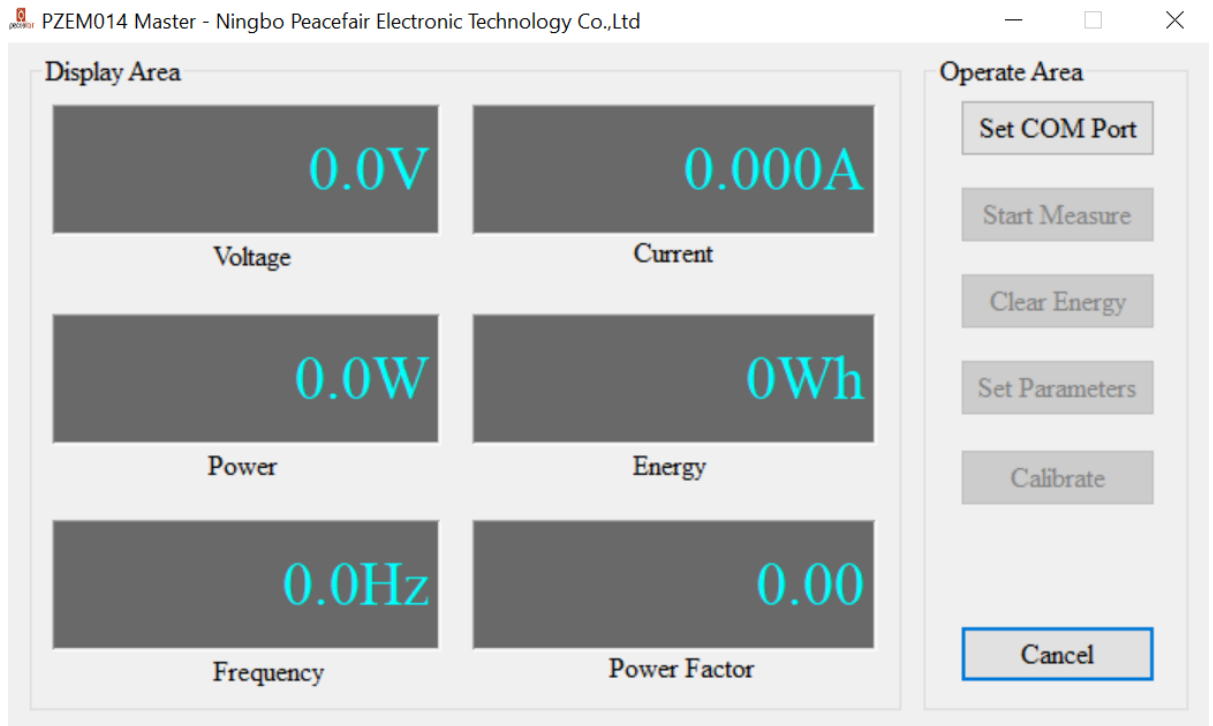 PZEM014 Master - Ningbo Peacefair Electronic Technology Co.,Ltd
Display Area
Operate Area
0.0V
0.000A
Set COM Port
Voltage
Current
Start Measure
Clear Energy
0.0W
0Wh
Set Parameters
Power
Energy
Calibrate
0.0Hz
0.00
Cancel
Frequency
Power Factor